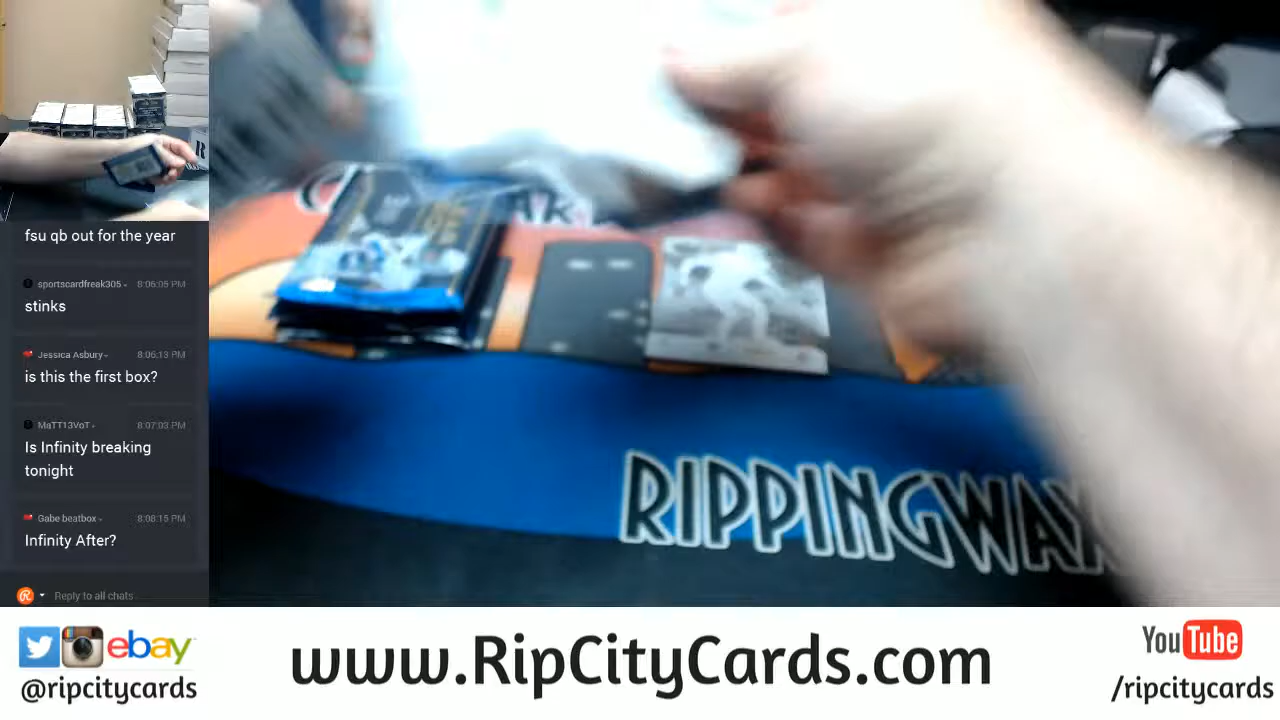 fsu qb out for the year
sportscardfreak305 8:06:05 PM
stinks
Jessica Asbury 8:06:13 PM
is this the first box?
MaTT13VoT 8:07:03 PM
Is Infinity breaking
tonight
Gabe beatbox 8:08:15 PM
Infinity After?
Reply to all chats
RIPPINGWAX
ebay
@ripcitycards
www.RipCityCards.com
YouTube
/ripcitycards